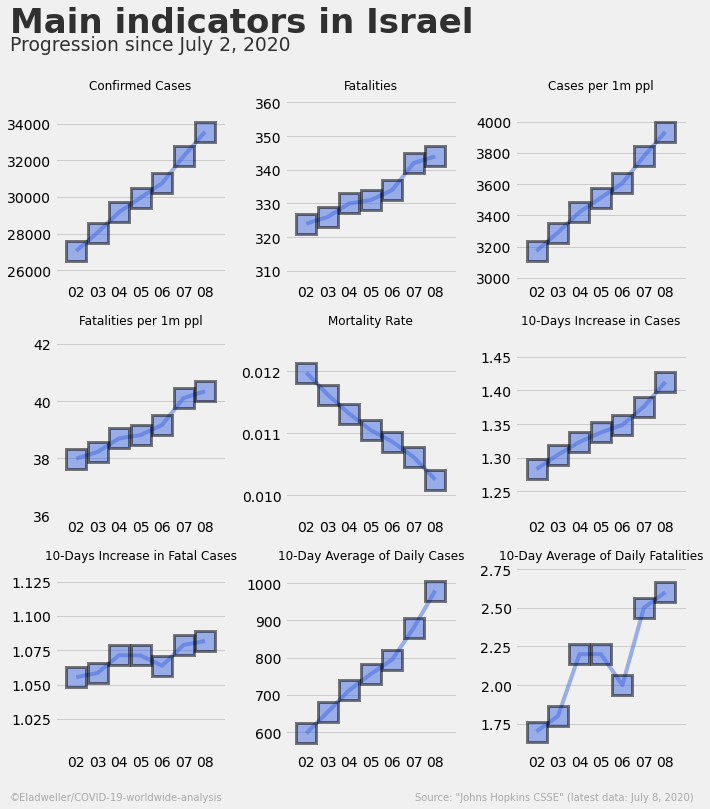 Main indicators in Israel
Progression since July 2, 2020
Confirmed Cases
34000
32000
30000
28000
26000
02 03 04 05 06 07 08
Fatalities
360
350
340
330
320
310
02 03 04 05 06 07 08
Cases per 1m ppl
4000
3800
3600
3400
3200
3000
02 03 04 05 06 07 08
Fatalities per 1m ppl
42
40
38
36
02 03 04 05 06 07 08
Mortality Rate
0.012
0.011
0.010
02 03 04 05 06 07 08
10-Days Increase in Cases
1.45
1.40
1.35
1.30
1.25
02 03 04 05 06 07 08
10-Days Increase in Fatal Cases
1.125
1.100
1.075
1.050
1.025
02 03 04 05 06 07 08
10-Day Average of Daily Cases
1000
900
800
700
600
02 03 04 05 06 07 08
10-Day Average of Daily Fatalities
2.75
2.50
2.25
2.00
1.75
02 03 04 05 06 07 08
©Eladweller/COVID-19-worldwide-analysis
Source: "Johns Hopkins CSSE" (latest data: July 8, 2020)